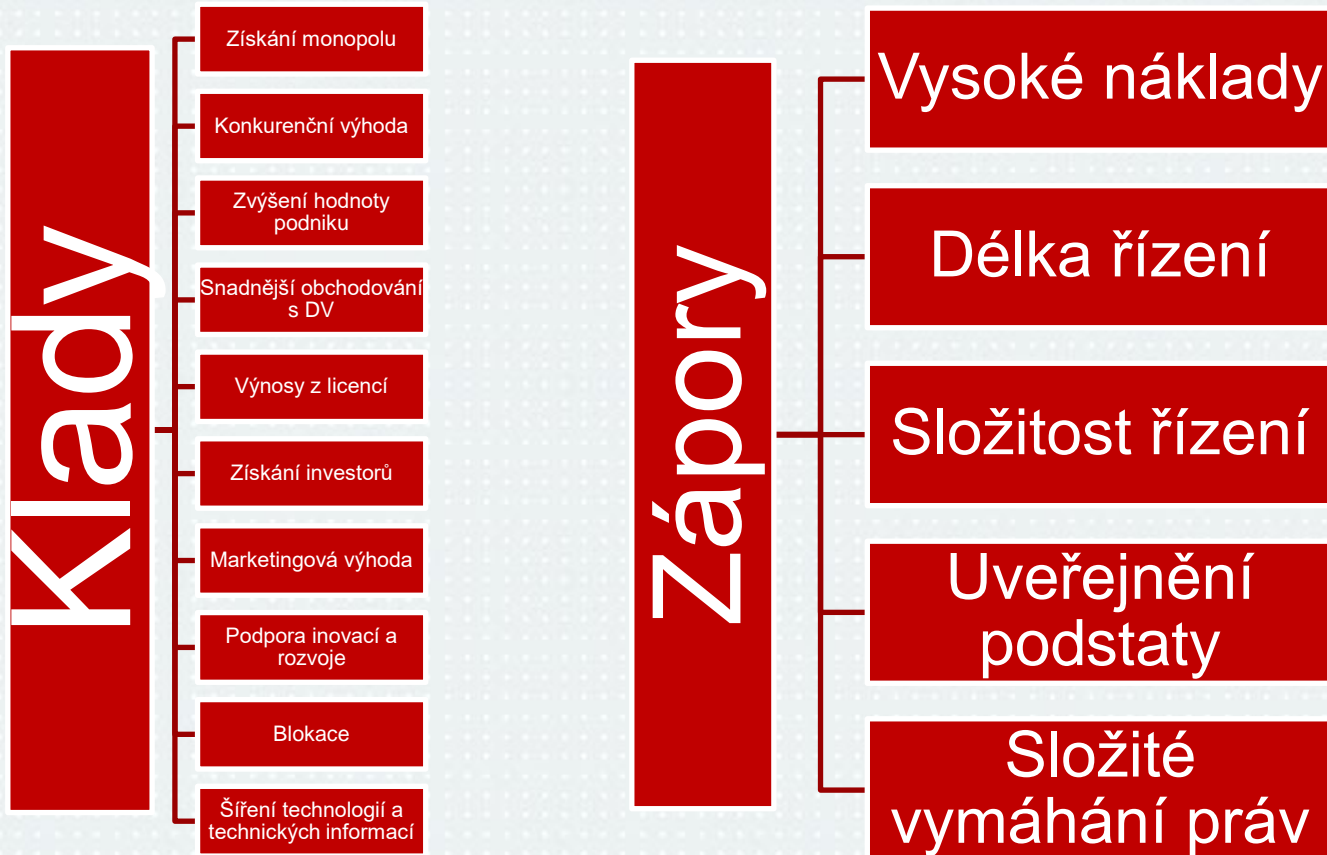 Klady
Získání monopolu
Konkurenční výhoda
Zvýšení hodnoty
podniku
Snadnější obchodování
s DV
Výnosy z licencí
Získání investorů
Marketingová výhoda
Podpora inovací a
rozvoje
Blokace
Šíření technologií a
technických informací
Zápory
Vysoké náklady
Délka řízení
Složitost řízení
Uveřejnění
podstaty
Složité
vymáhání práv